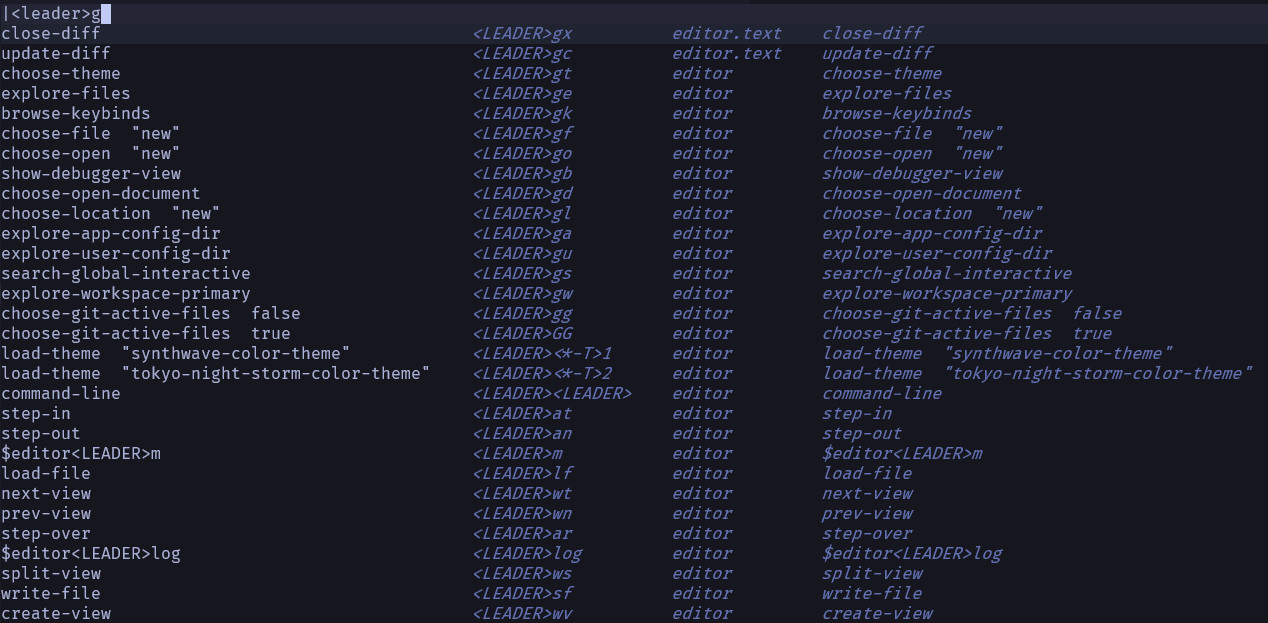 |<leader>g
close-diff <LEADER>gx editor.text close-diff
update-diff <LEADER>gc editor.text update-diff
choose-theme <LEADER>gt editor choose-theme
explore-files <LEADER>ge editor explore-files
browse-keybinds <LEADER>gk editor browse-keybinds
choose-file "new" <LEADER>gf editor choose-file "new"
choose-open "new" <LEADER>go editor choose-open "new"
show-debugger-view <LEADER>gb editor show-debugger-view
choose-open-document <LEADER>gd editor choose-open-document
choose-location "new" <LEADER>gl editor choose-location "new"
explore-app-config-dir <LEADER>ga editor explore-app-config-dir
explore-user-config-dir <LEADER>gu editor explore-user-config-dir
search-global-interactive <LEADER>gs editor search-global-interactive
explore-workspace-primary <LEADER>gw editor explore-workspace-primary
choose-git-active-files false <LEADER>gg editor choose-git-active-files false
choose-git-active-files true <LEADER>GG editor choose-git-active-files true
load-theme "synthwave-color-theme" <LEADER><*-T>1 editor load-theme "synthwave-color-theme"
load-theme "tokyo-night-storm-color-theme" <LEADER><*-T>2 editor load-theme "tokyo-night-storm-color-theme"
command-line <LEADER><LEADER> editor command-line
step-in <LEADER>at editor step-in
step-out <LEADER>an editor step-out
$editor<LEADER>m <LEADER>m editor $editor<LEADER>m
load-file <LEADER>lf editor load-file
next-view <LEADER>wt editor next-view
prev-view <LEADER>wn editor prev-view
step-over <LEADER>ar editor step-over
$editor<LEADER>log <LEADER>log editor $editor<LEADER>log
split-view <LEADER>ws editor split-view
write-file <LEADER>sf editor write-file
create-view <LEADER>wv editor create-view